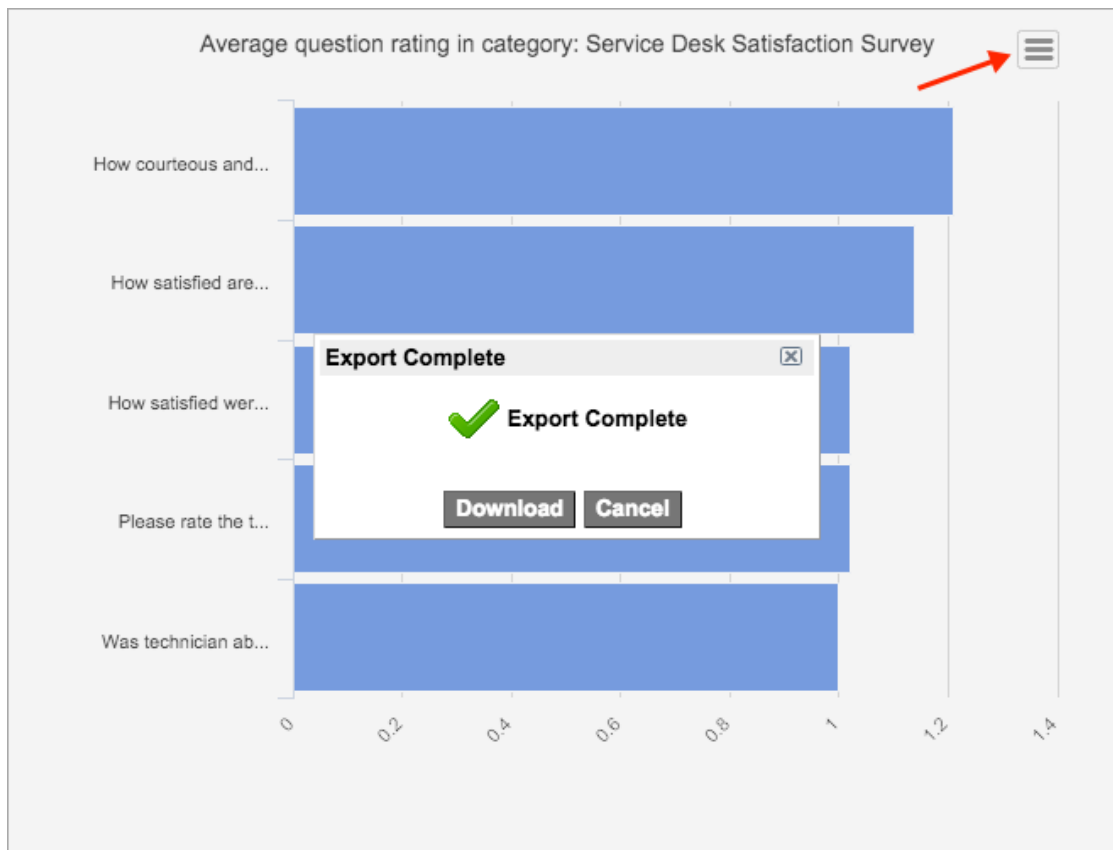 Average question rating in category: Service Desk Satisfaction Survey
How courteous and...
How satisfied are...
How satisfied wer...
Export Complete
Export Complete
Download Cancel
Please rate the t...
Was technician ab...
0 0.2 0.4 0.6 0.8 1 1.2 1.4